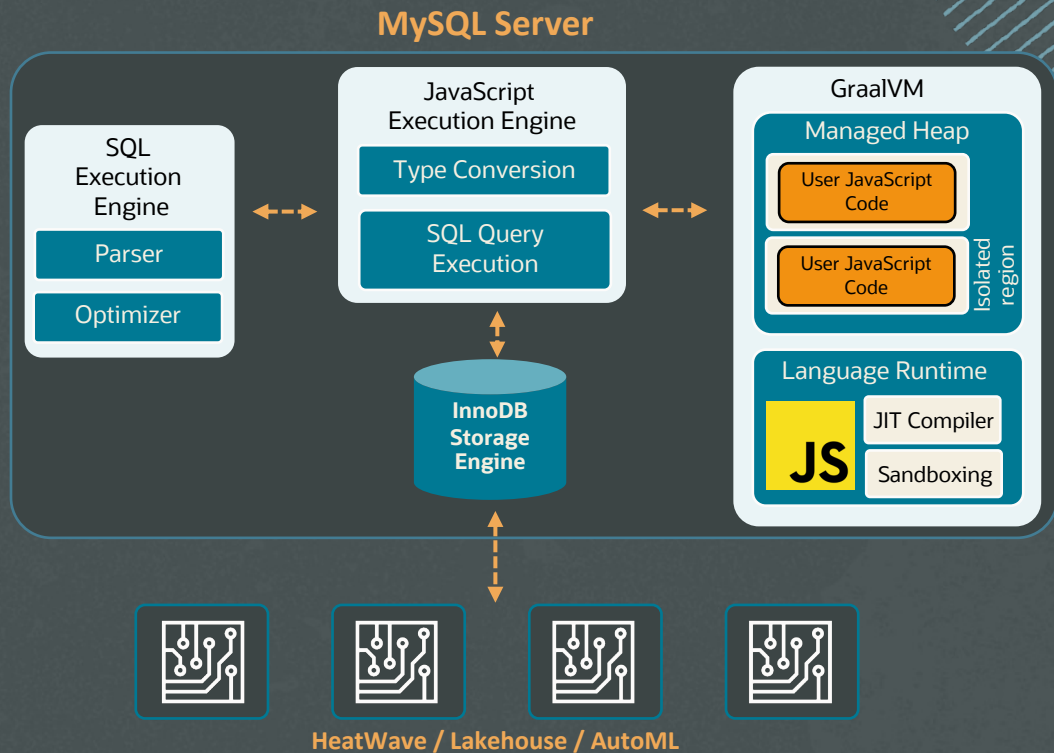 MySQL Server
SQL
Execution
Engine
Parser
Optimizer
JavaScript
Execution Engine
Type Conversion
SQL Query
Execution
InnoDB
Storage
Engine
GraalVM
Managed Heap
User JavaScript
Code
User JavaScript
Code
Isolated
region
Language Runtime
JS
JIT Compiler
Sandboxing
HeatWave / Lakehouse / AutoML